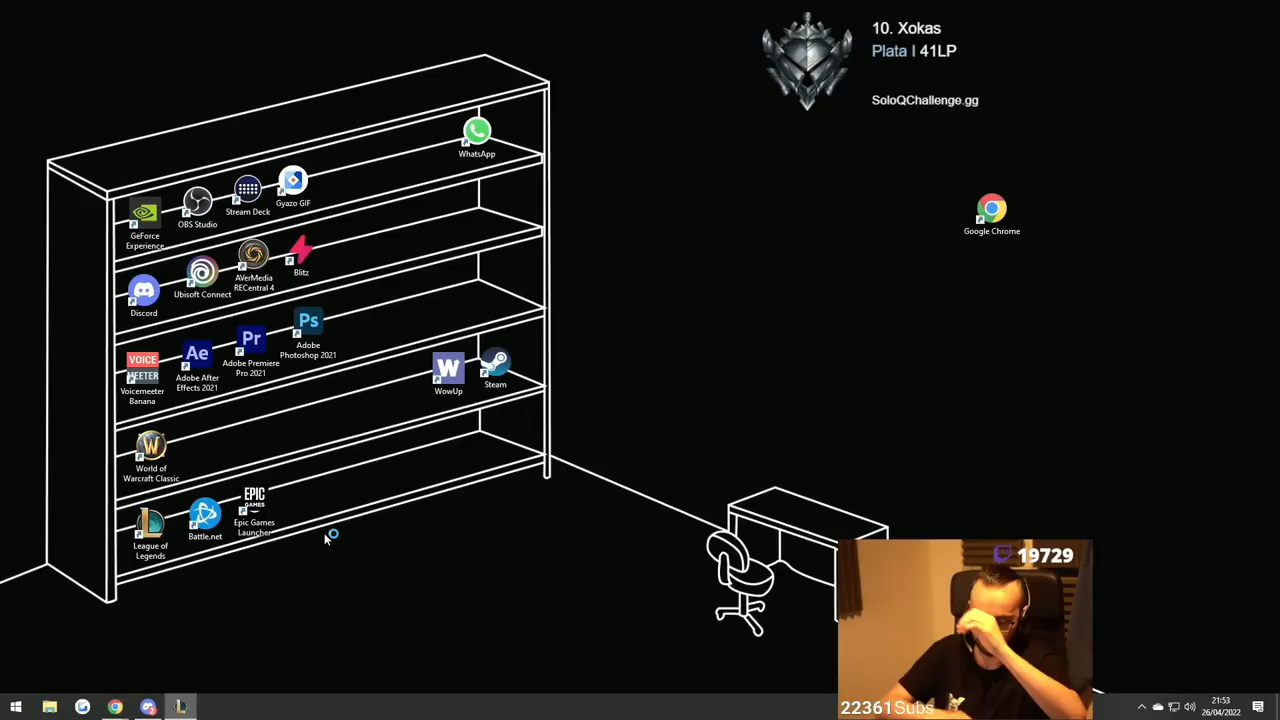 10. Xokas
Plata I 41LP
SoloQChallenge.gg
WhatsApp
Gyazo GIF
Stream Deck
OBS Studio
GeForce
Experience
Google Chrome
Blitz
AVerMedia
RECentral 4
Ubisoft Connect
Discord
Ps
Adobe
Photoshop 2021
Pr
Adobe Premiere
Pro 2021
Ae
Adobe After
Effects 2021
VOICE
MEETER
Voicemeeter
Banana
W
WowUp
Steam
W
World of
Warcraft Classic
EPIC
GAMES
Epic Games
Launcher
Battle.net
L
League of
Legends
19729
22361Subs
21:53
26/04/2022